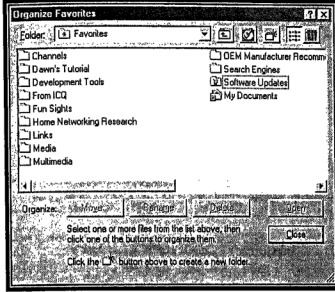 Organize Favorites
Folder: Favorites
Channels
Dawn's Tutorial
Development Tools
From ICQ
Fun Sights
Home Networking Research
Links
Media
Multimedia
OEM Manufacturer Recomm
Search Engines
Software Updates
My Documents
Organize: Move... Rename Delete Open
Select one or more files from the list above, then
click one of the buttons to organize them.
Close
Click the button above to create a new folder.